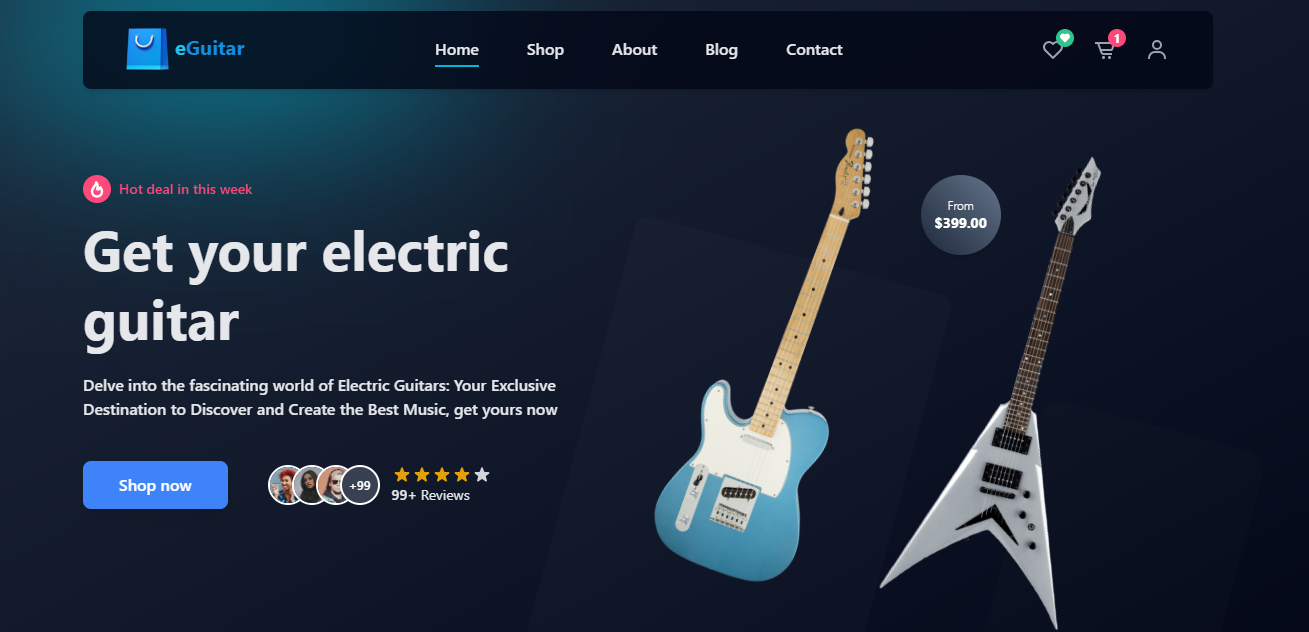 eGuitar
Home
Shop
About
Blog
Contact
1
Hot deal in this week
Get your electric
guitar
Delve into the fascinating world of Electric Guitars: Your Exclusive
Destination to Discover and Create the Best Music, get yours now
Shop now
+99
99+ Reviews
From
$399.00